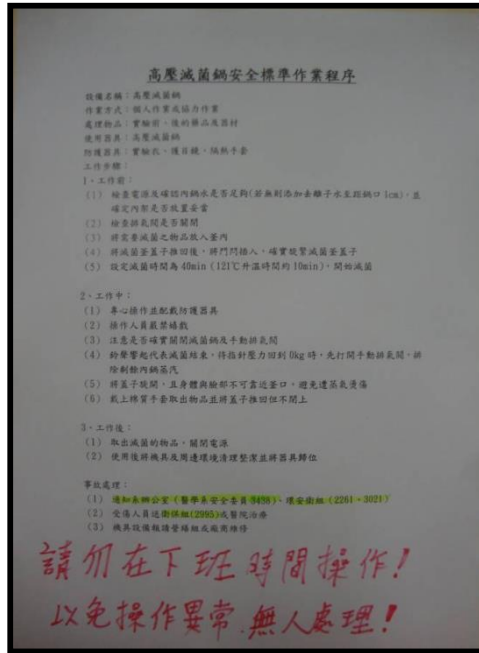 高壓滅菌鍋安全標準作業程序
設備名稱：高壓滅菌鍋
作業方式：個人作業或協力作業
處理物品：實驗前、後的藥品及器材
使用器具：高壓滅菌鍋
防護器具：實驗衣、護目鏡、隔熱手套
工作步驟：
1、工作前：
(1) 檢查電源及確認內鍋水是否足夠(若無則添加去離子水至距鍋口1cm)，並
確定內架是否放置妥當
(2) 檢查排氣閥是否關閉
(3) 將需要滅菌之物品放入釜內
(4) 將滅菌釜蓋子推回後，將門閂插入，確實旋緊滅菌釜蓋子
(5) 設定滅菌時間為40min (121℃升溫時間約10min)，開始滅菌
2、工作中：
(1) 專心操作並配戴防護器具
(2) 操作人員嚴禁嬉戲
(3) 注意是否確實關閉滅菌鍋及手動排氣閥
(4) 鈴聲響起代表滅菌結束，待指針壓力回到0kg時，先打開手動排氣閥，排
除剩餘內鍋蒸汽
(5) 將蓋子旋開，且身體與臉部不可靠近釜口，避免遭蒸氣燙傷
(6) 戴上棉質手套取出物品並將蓋子推回但不關上
3、工作後：
(1) 取出滅菌的物品，關閉電源
(2) 使用後將機具及周邊環境清理整潔並將器具歸位
事故處理：
(1) 通知系辦公室（醫學系安全委員3438）、環安衛組（2261、3021）
(2) 受傷人員送衛保組(2995)或醫院治療
(3) 機具設備報請營繕組或廠商維修
請勿在下班時間操作!
以免操作異常.無人處理!